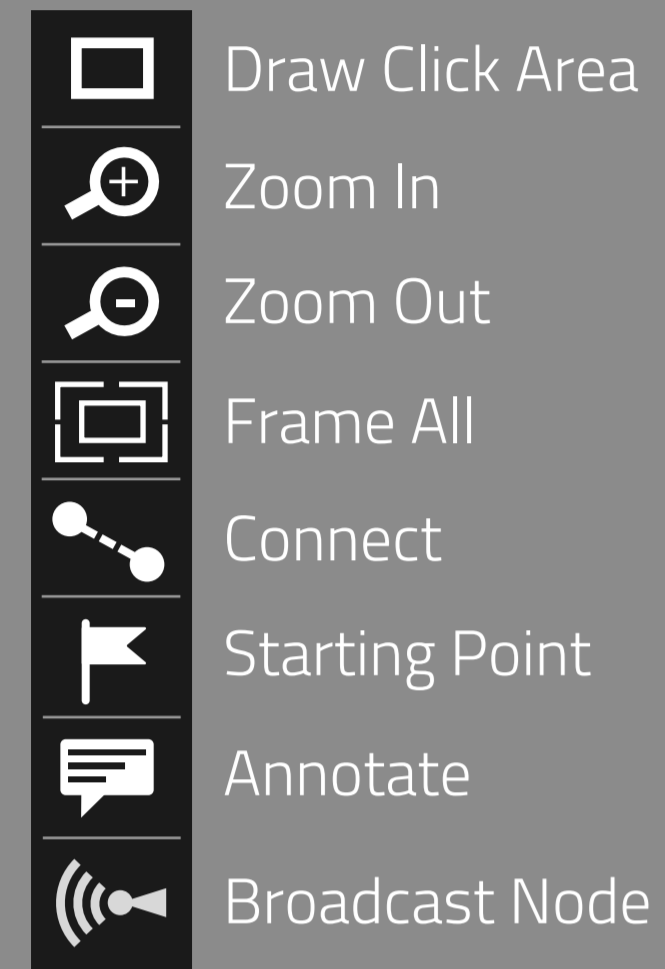 Draw Click Area
Zoom In
Zoom Out
Frame All
Connect
Starting Point
Annotate
Broadcast Node